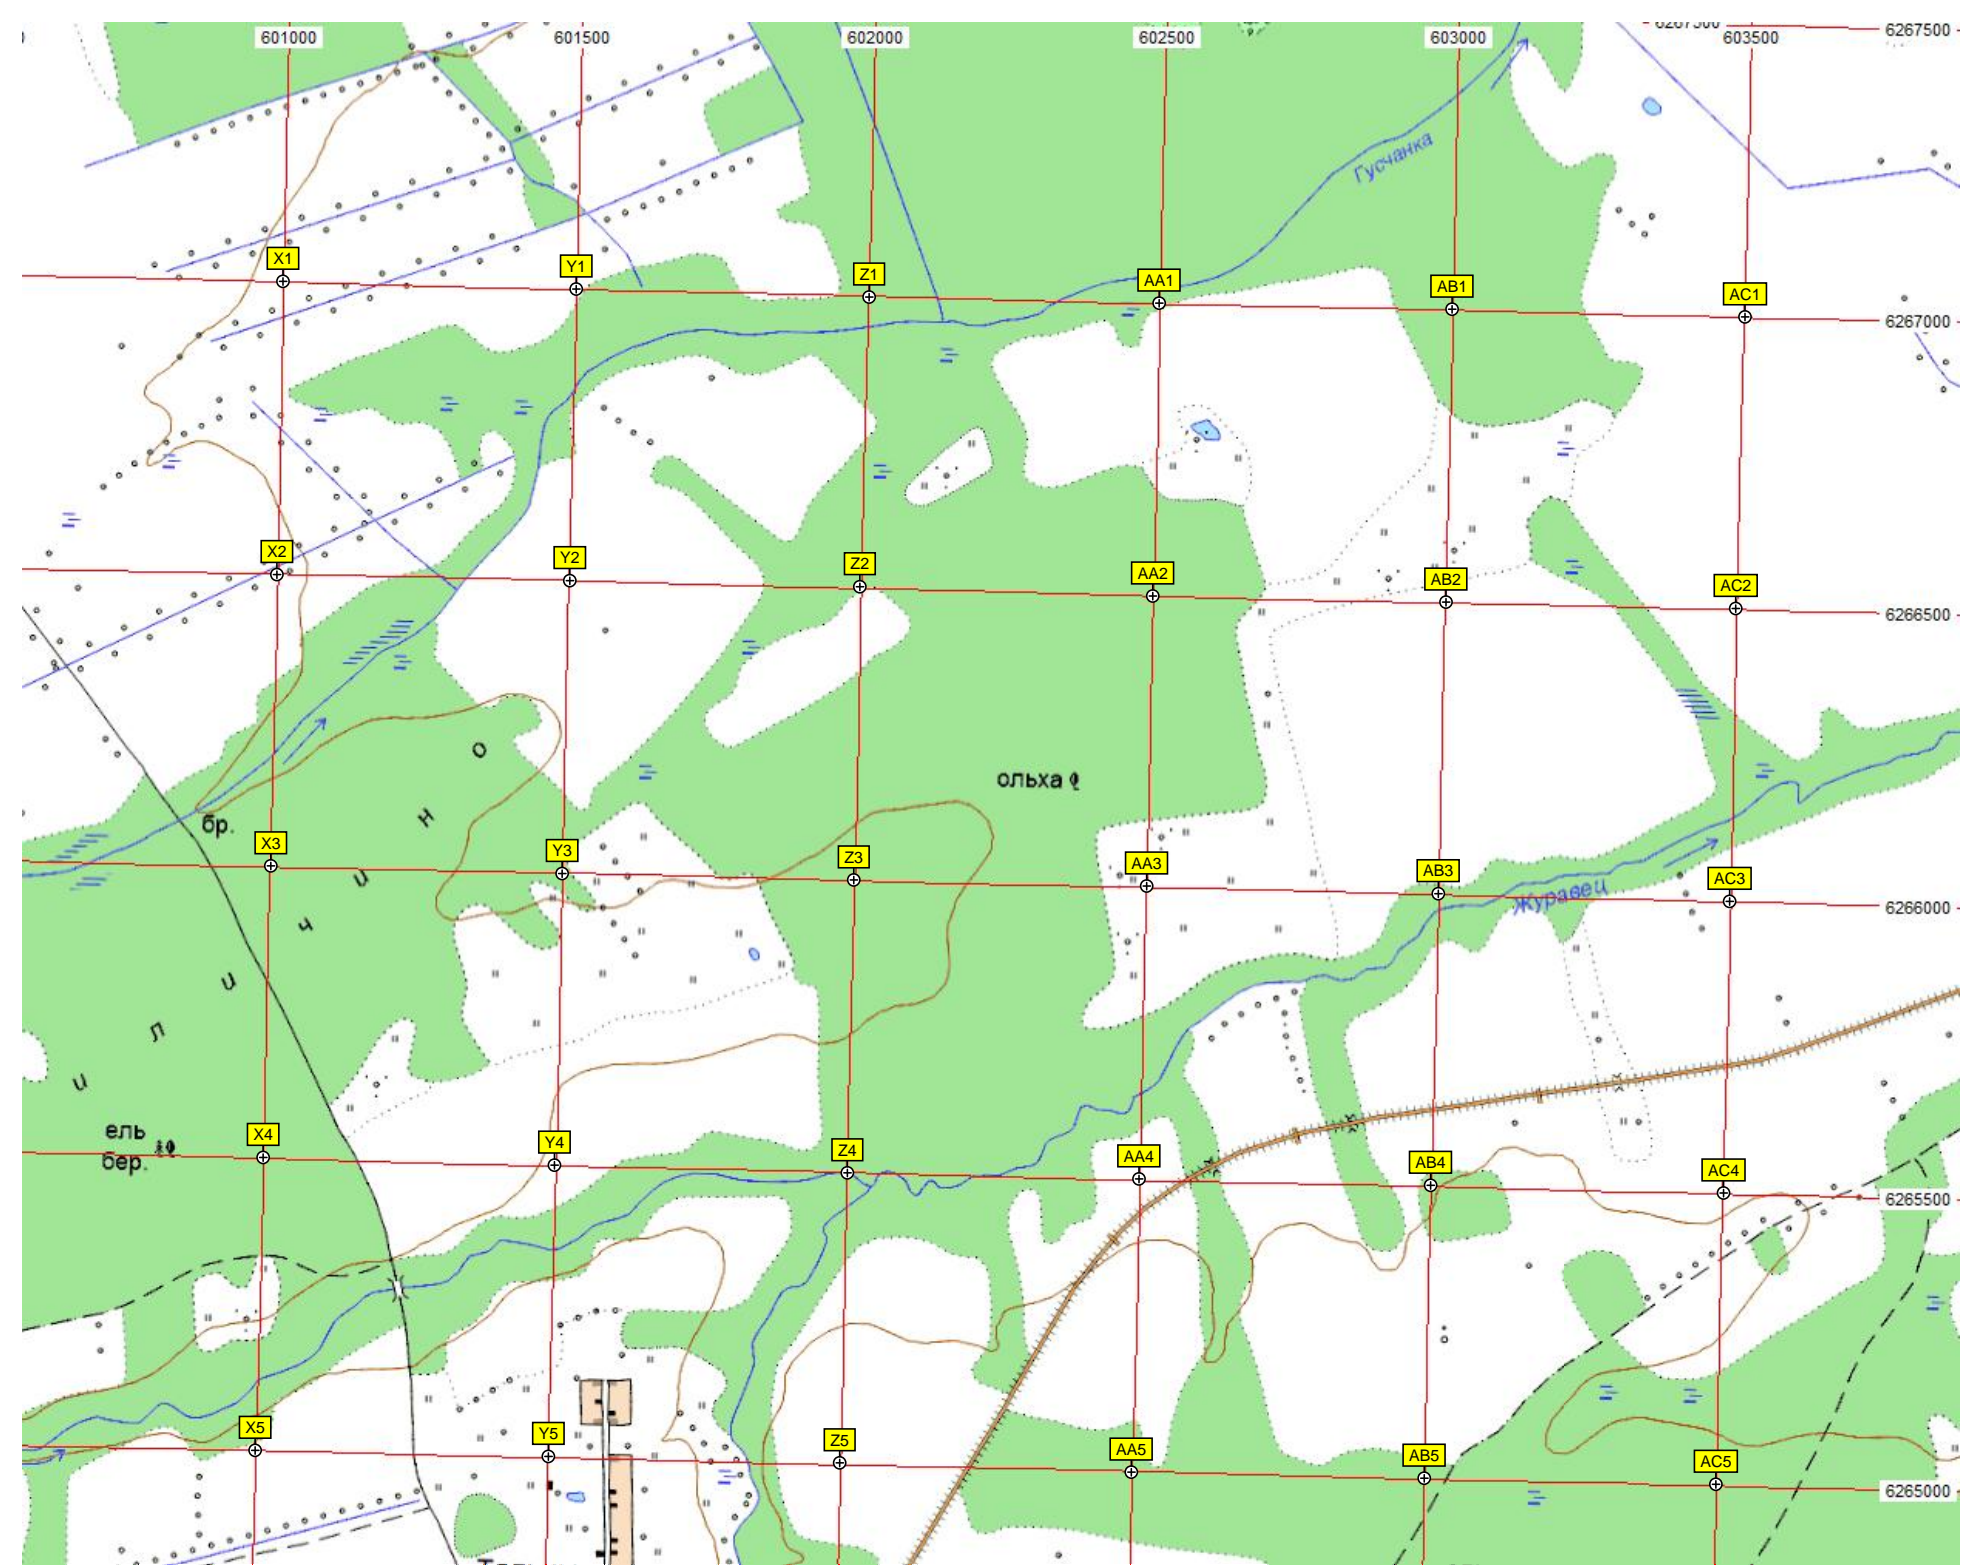 601000 601500 602000 602500 603000 603500 6267500
Гусчанка
X1 Y1 Z1 AA1 AB1 AC1
6267000
X2 Y2 Z2 AA2 AB2 AC2
6266500
ольха
бр.
X3 Y3 Z3 AA3 AB3 AC3
Журавец
6266000
и л и ч и н о
ель
бер.
X4 Y4 Z4 AA4 AB4 AC4
6265500
X5 Y5 Z5 AA5 AB5 AC5
6265000